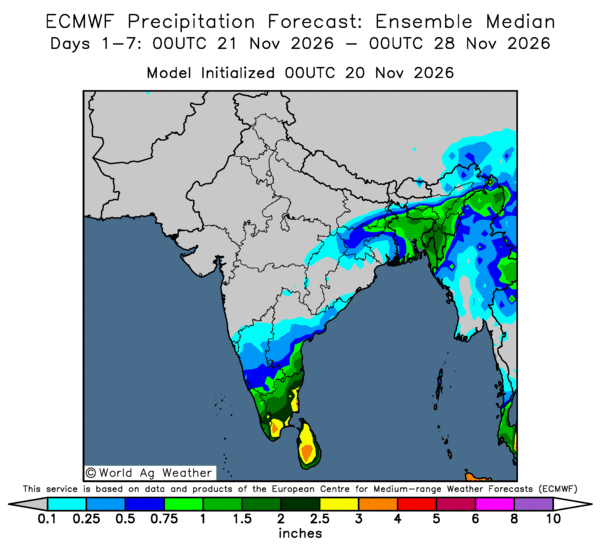 ECMWF Precipitation Forecast: Ensemble Median
Days 1–7: 00UTC 21 Nov 2026 – 00UTC 28 Nov 2026
Model Initialized 00UTC 20 Nov 2026
© World Ag Weather
This service is based on data and products of the European Centre for Medium-range Weather Forecasts (ECMWF)
0.1 0.25 0.5 0.75 1 1.5 2 2.5 3 4 5 6 8 10
inches